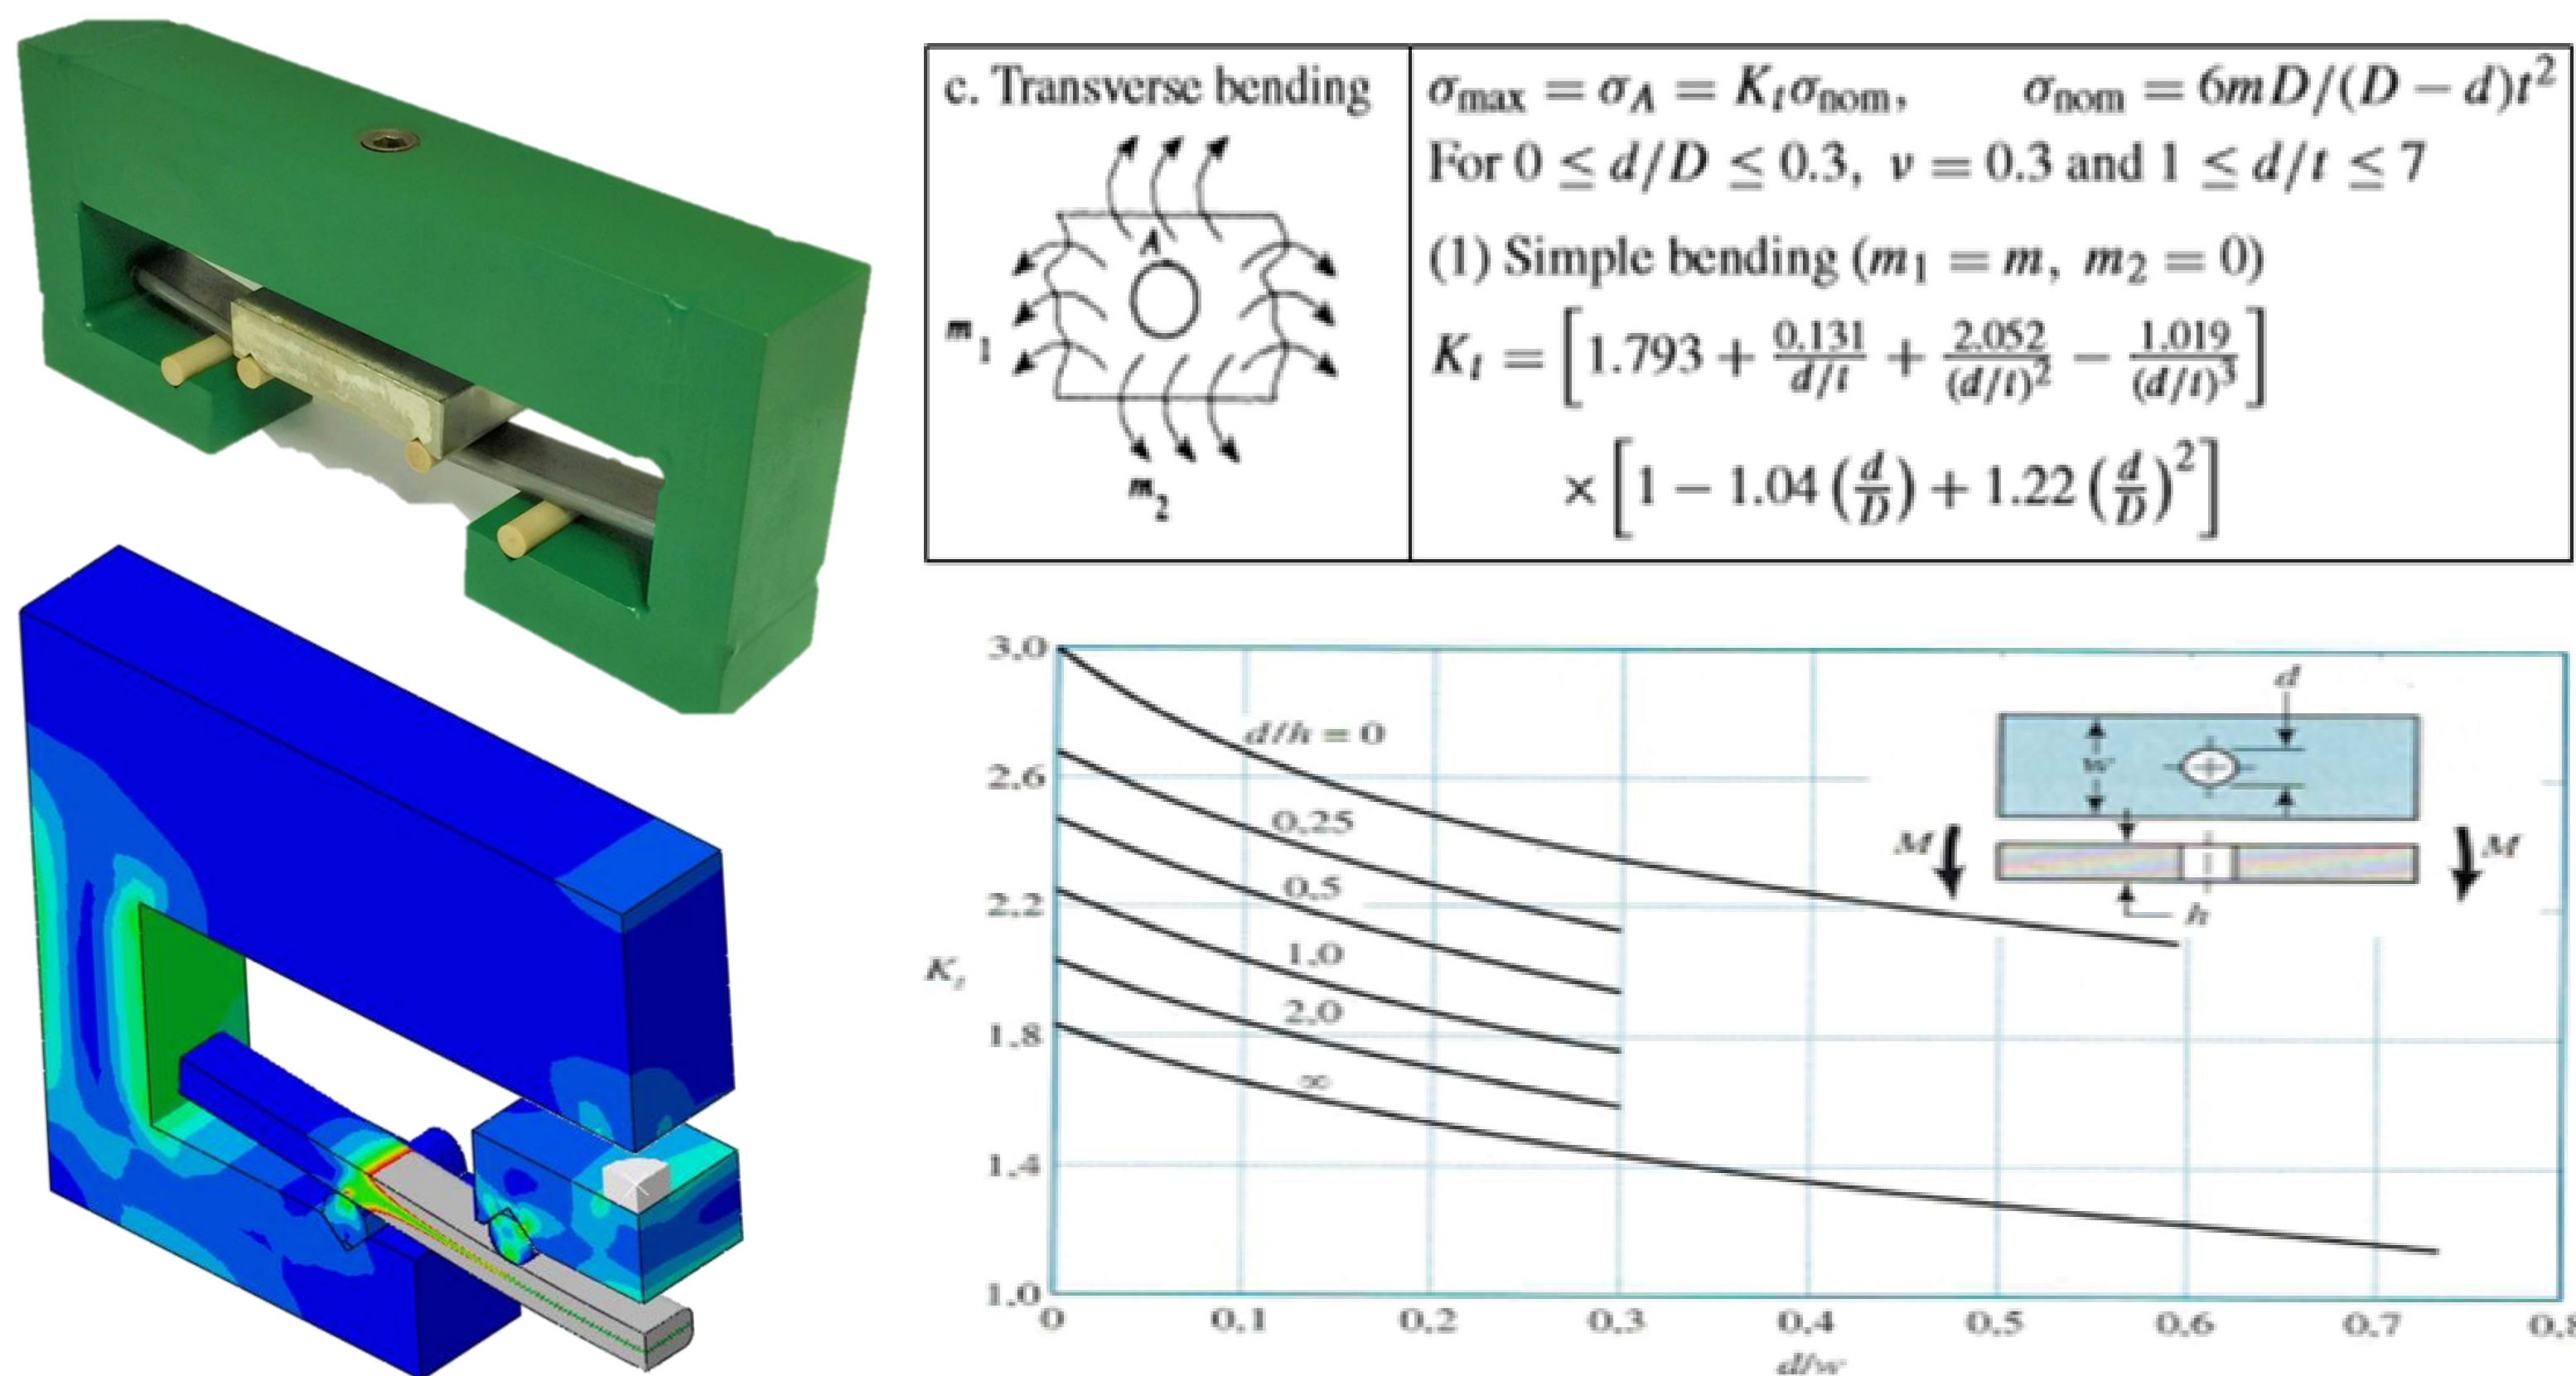 c. Transverse bending
A
m1
m2
σmax = σA = Ktσnom, σnom = 6mD/(D − d)t²
For 0 ≤ d/D ≤ 0.3, ν = 0.3 and 1 ≤ d/t ≤ 7
(1) Simple bending (m1 = m, m2 = 0)
Kt = [1.793 + 0.131/(d/t) + 2.052/(d/t)² − 1.019/(d/t)³]
× [1 − 1.04 (d/D) + 1.22 (d/D)²]
3.0
2.6
2.2
1.8
1.4
1.0
Kt
d/h = 0
0.25
0.5
1.0
2.0
∞
d
w
M
M
h
0 0.1 0.2 0.3 0.4 0.5 0.6 0.7
d/w